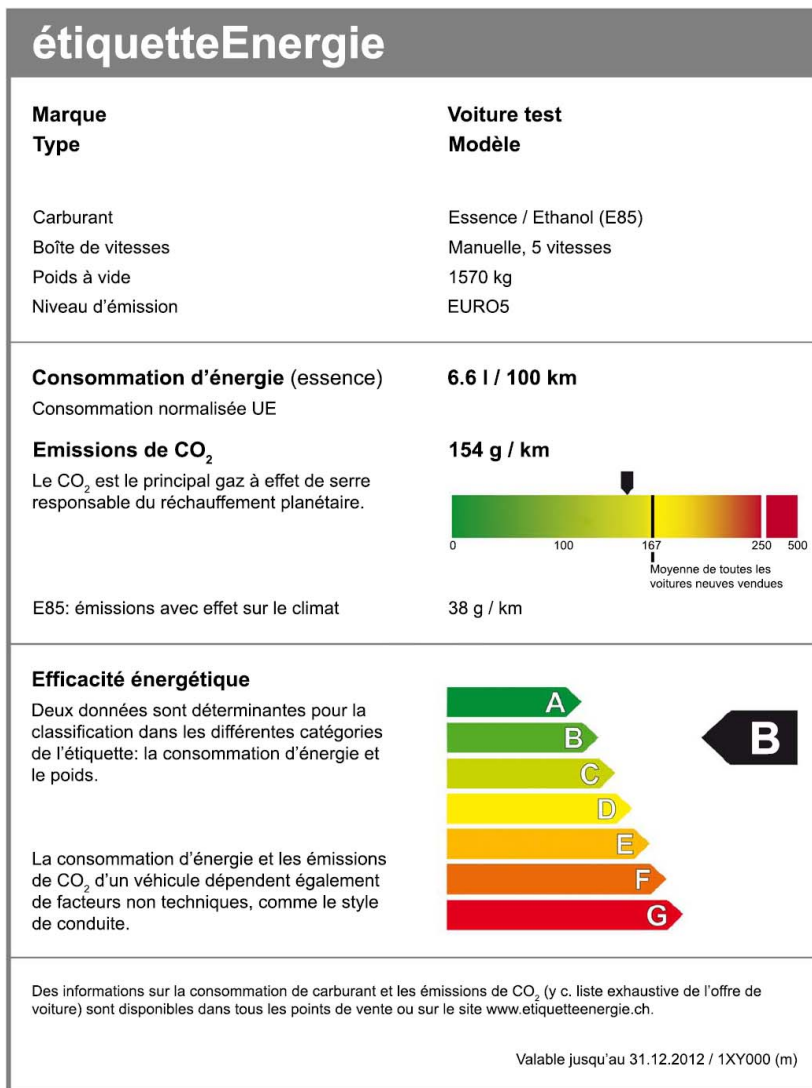 étiquetteEnergie
Marque Voiture test
Type Modèle
Carburant Essence / Ethanol (E85)
Boîte de vitesses Manuelle, 5 vitesses
Poids à vide 1570 kg
Niveau d'émission EURO5
Consommation d'énergie (essence) 6.6 l / 100 km
Consommation normalisée UE
Emissions de CO₂ 154 g / km
Le CO₂ est le principal gaz à effet de serre
responsable du réchauffement planétaire.
0 100 167 250 500
Moyenne de toutes les
voitures neuves vendues
E85: émissions avec effet sur le climat 38 g / km
Efficacité énergétique
Deux données sont déterminantes pour la
classification dans les différentes catégories
de l'étiquette: la consommation d'énergie et
le poids.
A
B B
C
D
E
F
G
La consommation d'énergie et les émissions
de CO₂ d'un véhicule dépendent également
de facteurs non techniques, comme le style
de conduite.
Des informations sur la consommation de carburant et les émissions de CO₂ (y c. liste exhaustive de l'offre de
voiture) sont disponibles dans tous les points de vente ou sur le site www.etiquetteenergie.ch.
Valable jusqu'au 31.12.2012 / 1XY000 (m)